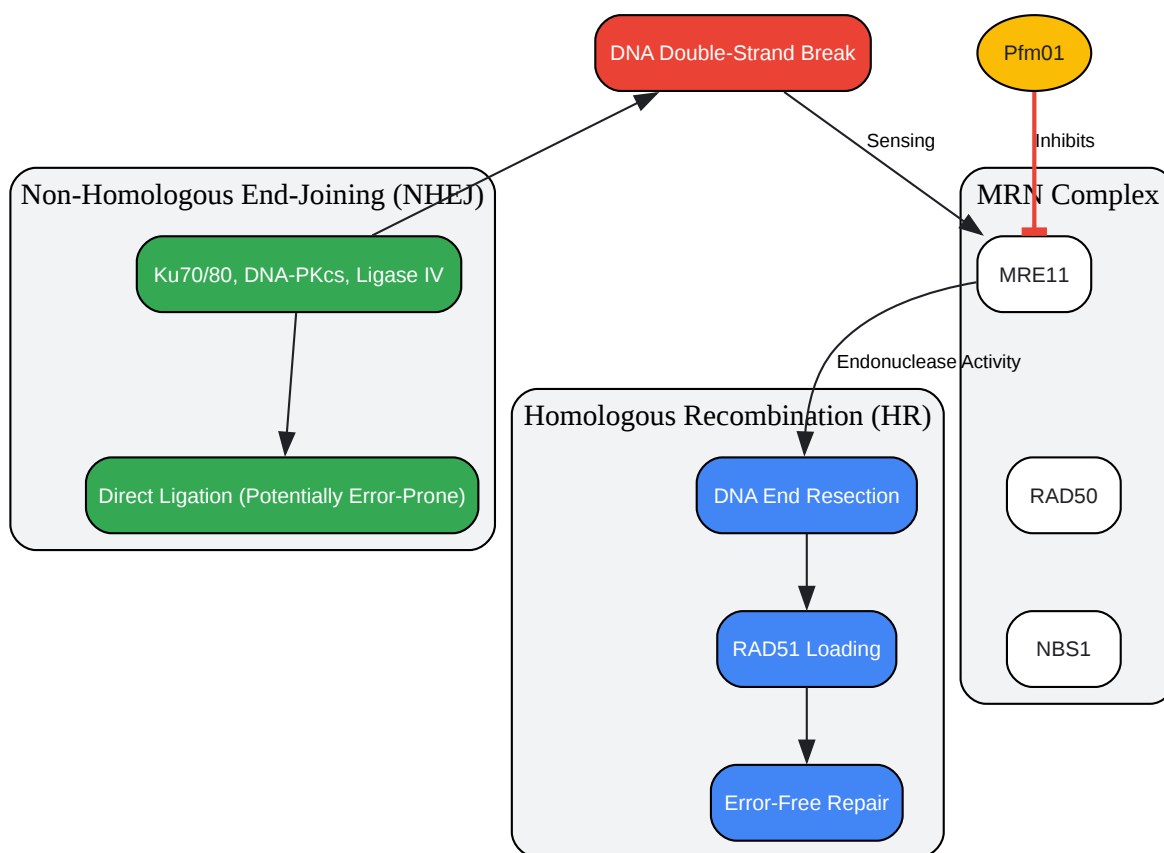 DNA Double-Strand Break
Pfm01
Sensing
Inhibits
Non-Homologous End-Joining (NHEJ)
MRN Complex
Ku70/80, DNA-PKcs, Ligase IV
MRE11
Endonuclease Activity
Homologous Recombination (HR)
Direct Ligation (Potentially Error-Prone)
DNA End Resection
RAD50
RAD51 Loading
NBS1
Error-Free Repair